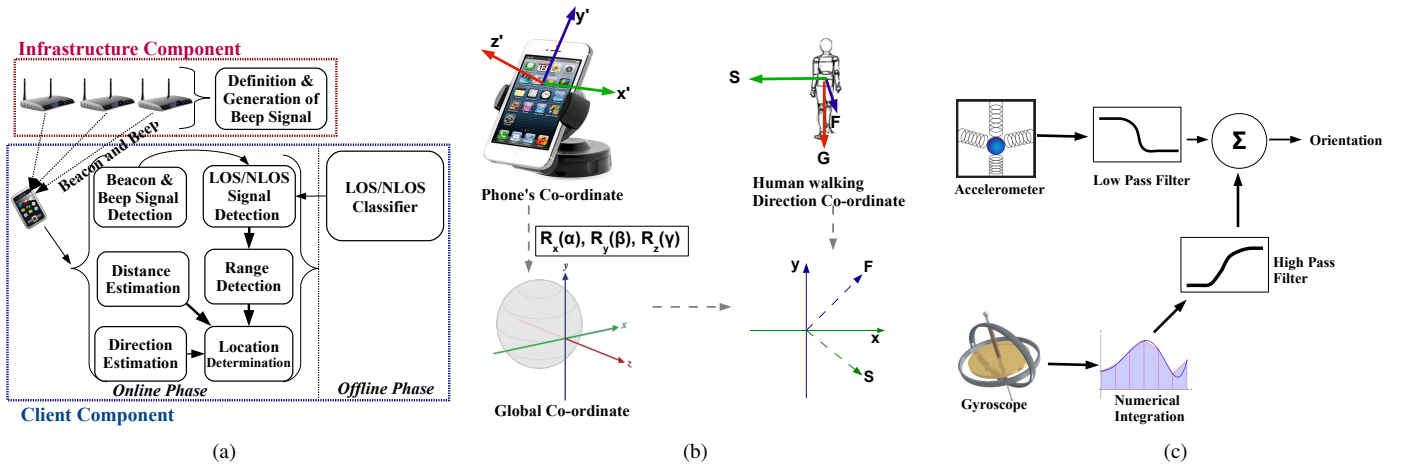 Infrastructure Component
Definition &
Generation of
Beep Signal
Beacon and Beep
Beacon &
Beep Signal
Detection
LOS/NLOS
Signal
Detection
LOS/NLOS
Classifier
Distance
Estimation
Range
Detection
Direction
Estimation
Location
Determination
Online Phase
Offline Phase
Client Component
(a)
y'
z'
x'
Phone's Co-ordinate
S
F
G
Human walking
Direction Co-ordinate
R_x(α), R_y(β), R_z(γ)
y
x
z
Global Co-ordinate
y
F
x
S
(b)
Accelerometer
Low Pass Filter
Σ
Orientation
High Pass
Filter
Gyroscope
Numerical
Integration
(c)